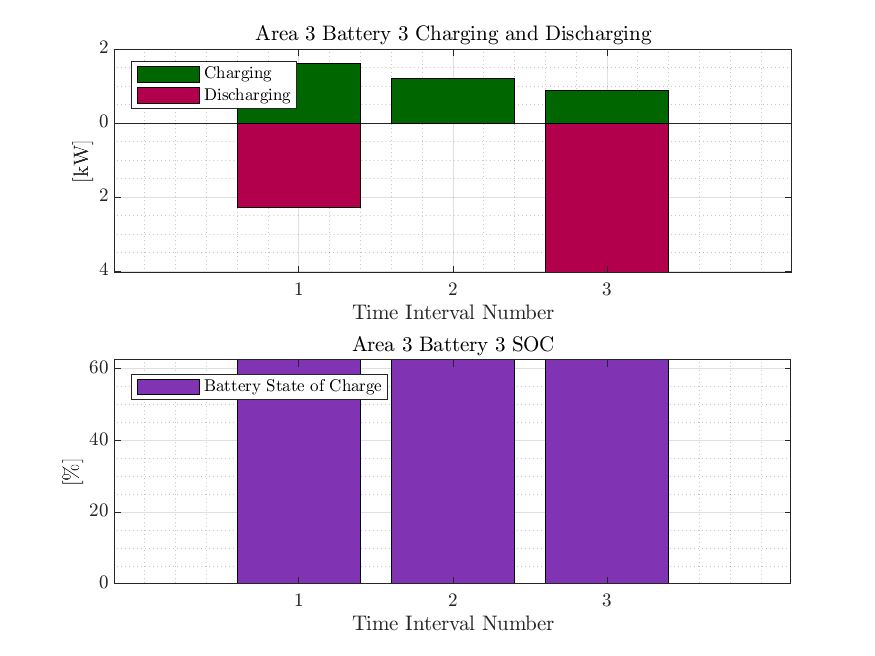 Area 3 Battery 3 Charging and Discharging
2
Charging
Discharging
0
[kW]
2
4
1 2 3
Time Interval Number
Area 3 Battery 3 SOC
60
Battery State of Charge
40
[%]
20
0
1 2 3
Time Interval Number